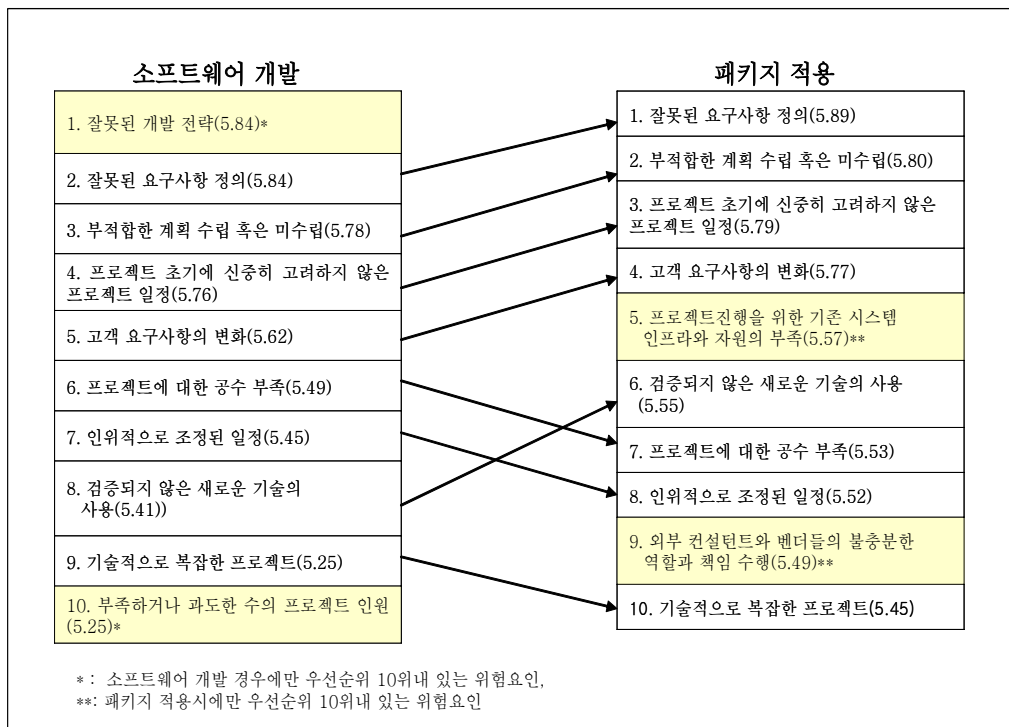 소프트웨어 개발
1. 잘못된 개발 전략(5.84)*
2. 잘못된 요구사항 정의(5.84)
3. 부적합한 계획 수립 혹은 미수립(5.78)
4. 프로젝트 초기에 신중히 고려하지 않은
프로젝트 일정(5.76)
5. 고객 요구사항의 변화(5.62)
6. 프로젝트에 대한 공수 부족(5.49)
7. 인위적으로 조정된 일정(5.45)
8. 검증되지 않은 새로운 기술의
사용(5.41))
9. 기술적으로 복잡한 프로젝트(5.25)
10. 부족하거나 과도한 수의 프로젝트 인원
(5.25)*
패키지 적용
1. 잘못된 요구사항 정의(5.89)
2. 부적합한 계획 수립 혹은 미수립(5.80)
3. 프로젝트 초기에 신중히 고려하지 않은
프로젝트 일정(5.79)
4. 고객 요구사항의 변화(5.77)
5. 프로젝트진행을 위한 기존 시스템
인프라와 자원의 부족(5.57)**
6. 검증되지 않은 새로운 기술의 사용
(5.55)
7. 프로젝트에 대한 공수 부족(5.53)
8. 인위적으로 조정된 일정(5.52)
9. 외부 컨설턴트와 벤더들의 불충분한
역할과 책임 수행(5.49)**
10. 기술적으로 복잡한 프로젝트(5.45)
* : 소프트웨어 개발 경우에만 우선순위 10위내 있는 위험요인,
**: 패키지 적용시에만 우선순위 10위내 있는 위험요인